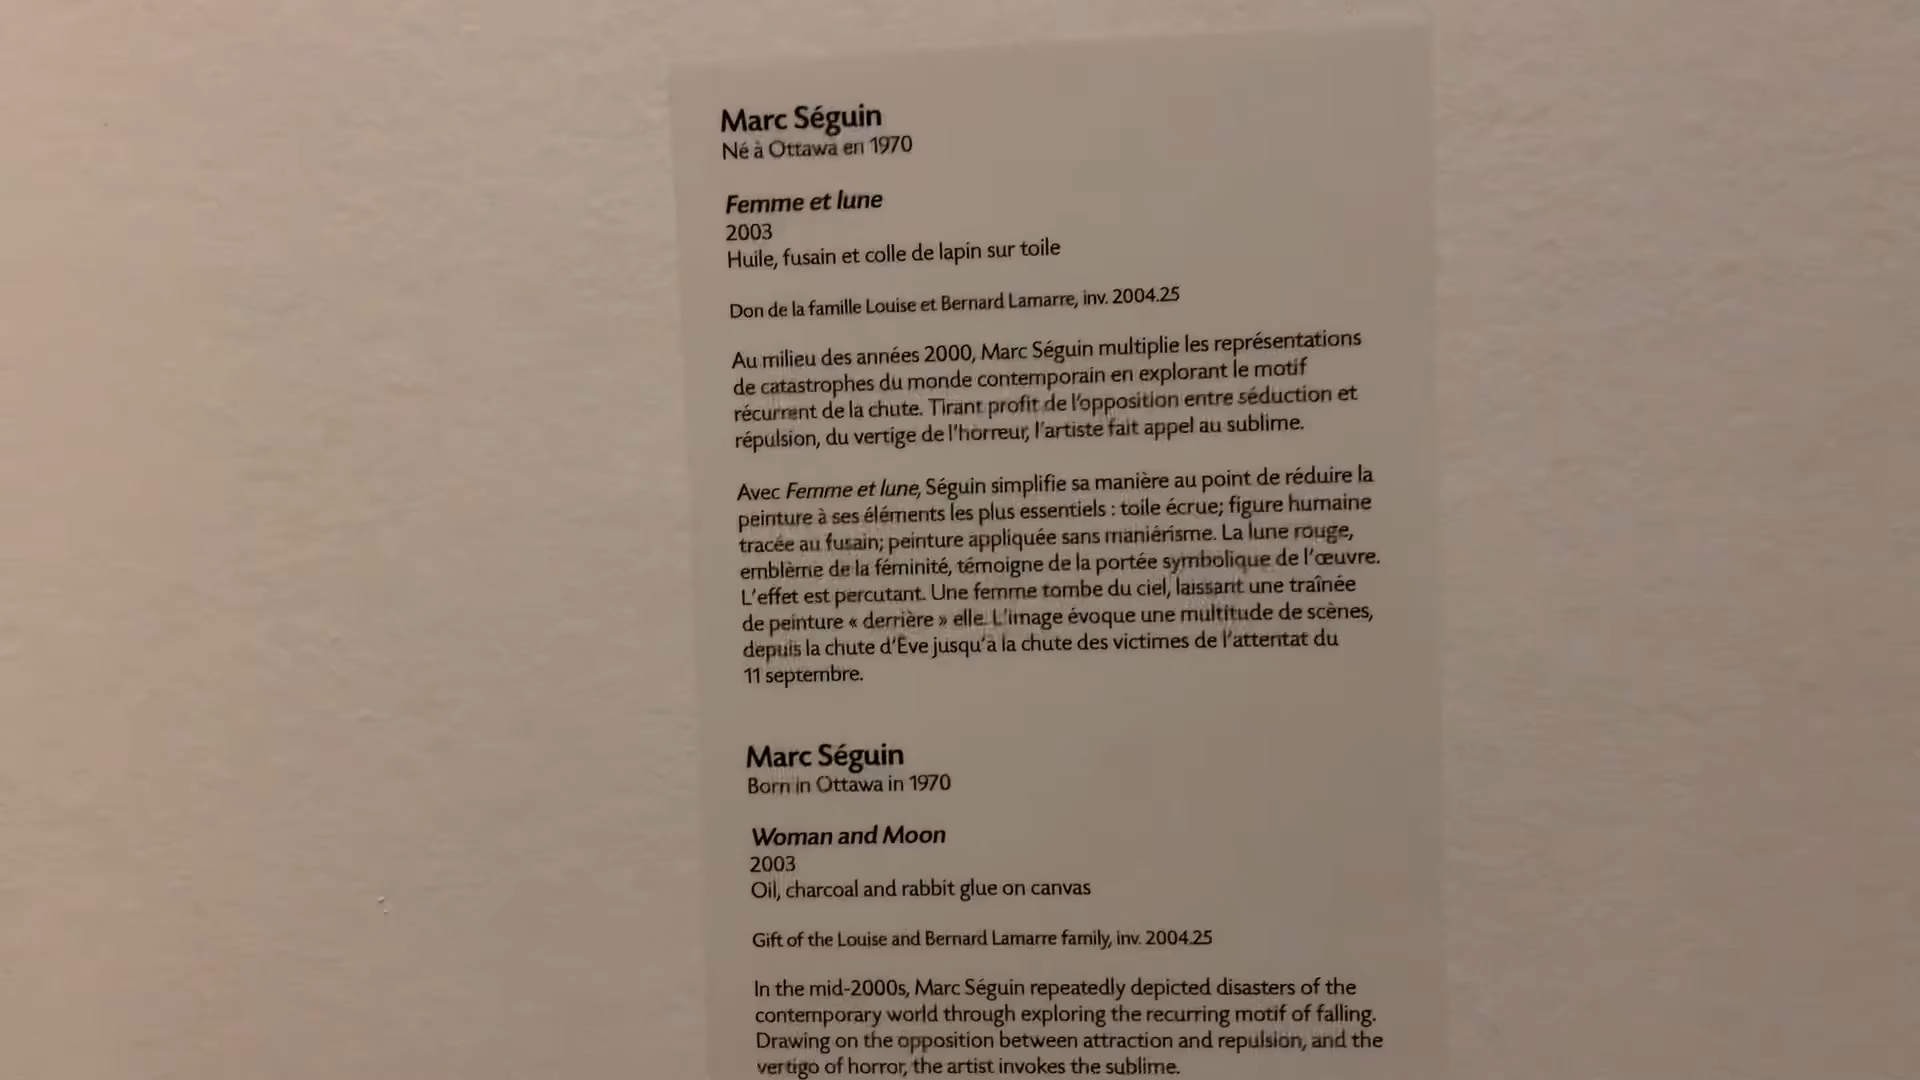 Marc Séguin
Né à Ottawa en 1970
Femme et lune
2003
Huile, fusain et colle de lapin sur toile
Don de la famille Louise et Bernard Lamarre, inv. 2004.25
Au milieu des années 2000, Marc Séguin multiplie les représentations
de catastrophes du monde contemporain en explorant le motif
récurrent de la chute. Tirant profit de l'opposition entre séduction et
répulsion, du vertige de l'horreur, l'artiste fait appel au sublime.
Avec Femme et lune, Séguin simplifie sa manière au point de réduire la
peinture à ses éléments les plus essentiels : toile écrue; figure humaine
tracée au fusain; peinture appliquée sans maniérisme. La lune rouge,
emblème de la féminité, témoigne de la portée symbolique de l'œuvre.
L'effet est percutant. Une femme tombe du ciel, laissant une traînée
de peinture « derrière » elle. L'image évoque une multitude de scènes,
depuis la chute d'Ève jusqu'à la chute des victimes de l'attentat du
11 septembre.
Marc Séguin
Born in Ottawa in 1970
Woman and Moon
2003
Oil, charcoal and rabbit glue on canvas
Gift of the Louise and Bernard Lamarre family, inv. 2004.25
In the mid-2000s, Marc Séguin repeatedly depicted disasters of the
contemporary world through exploring the recurring motif of falling.
Drawing on the opposition between attraction and repulsion, and the
vertigo of horror, the artist invokes the sublime.